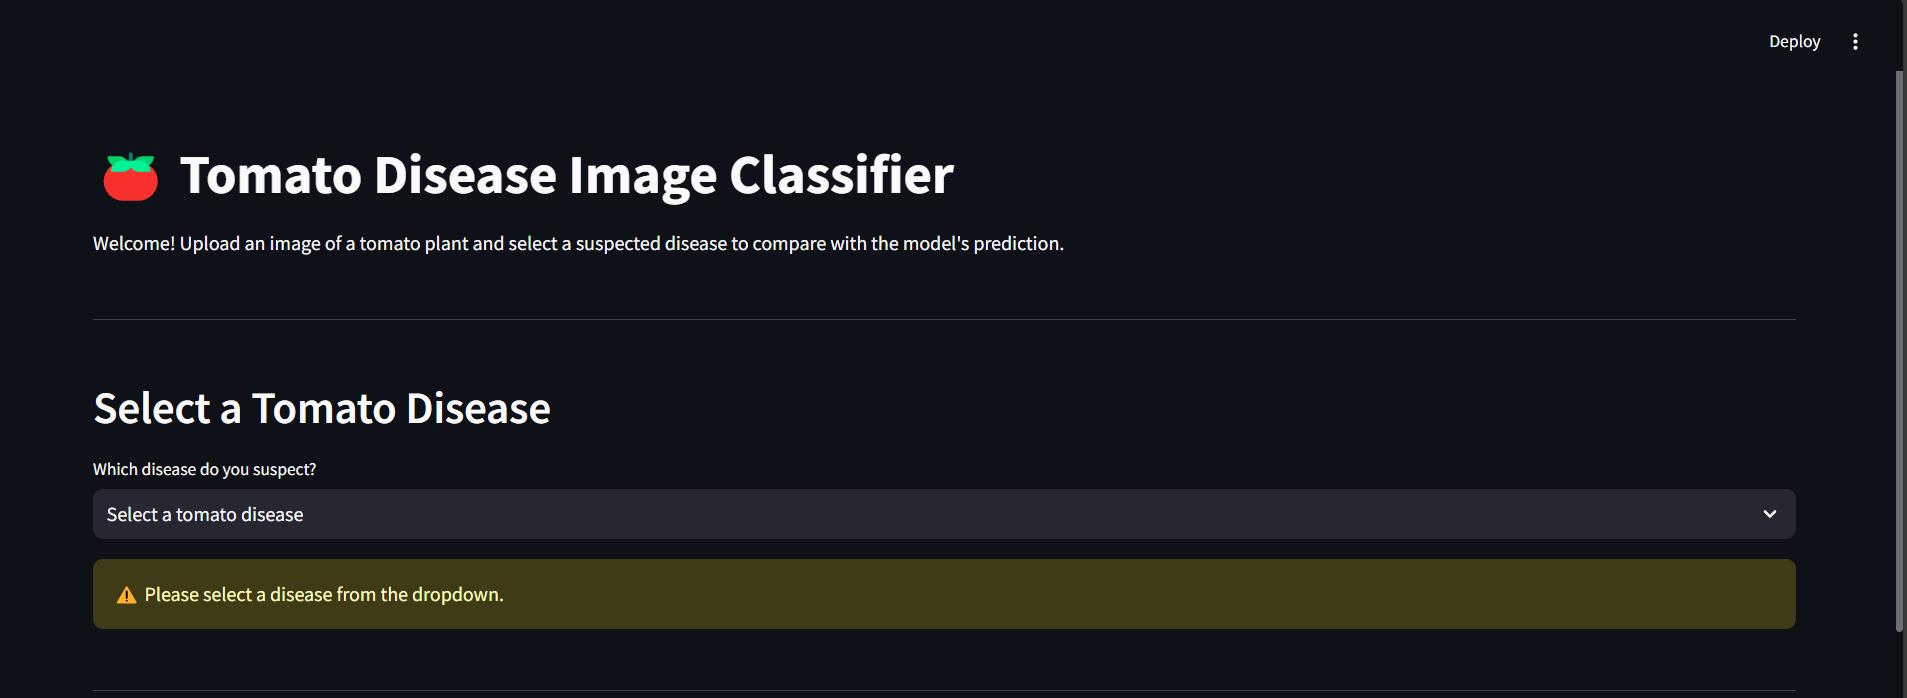 Deploy
Tomato Disease Image Classifier
Welcome! Upload an image of a tomato plant and select a suspected disease to compare with the model's prediction.
Select a Tomato Disease
Which disease do you suspect?
Select a tomato disease
Please select a disease from the dropdown.